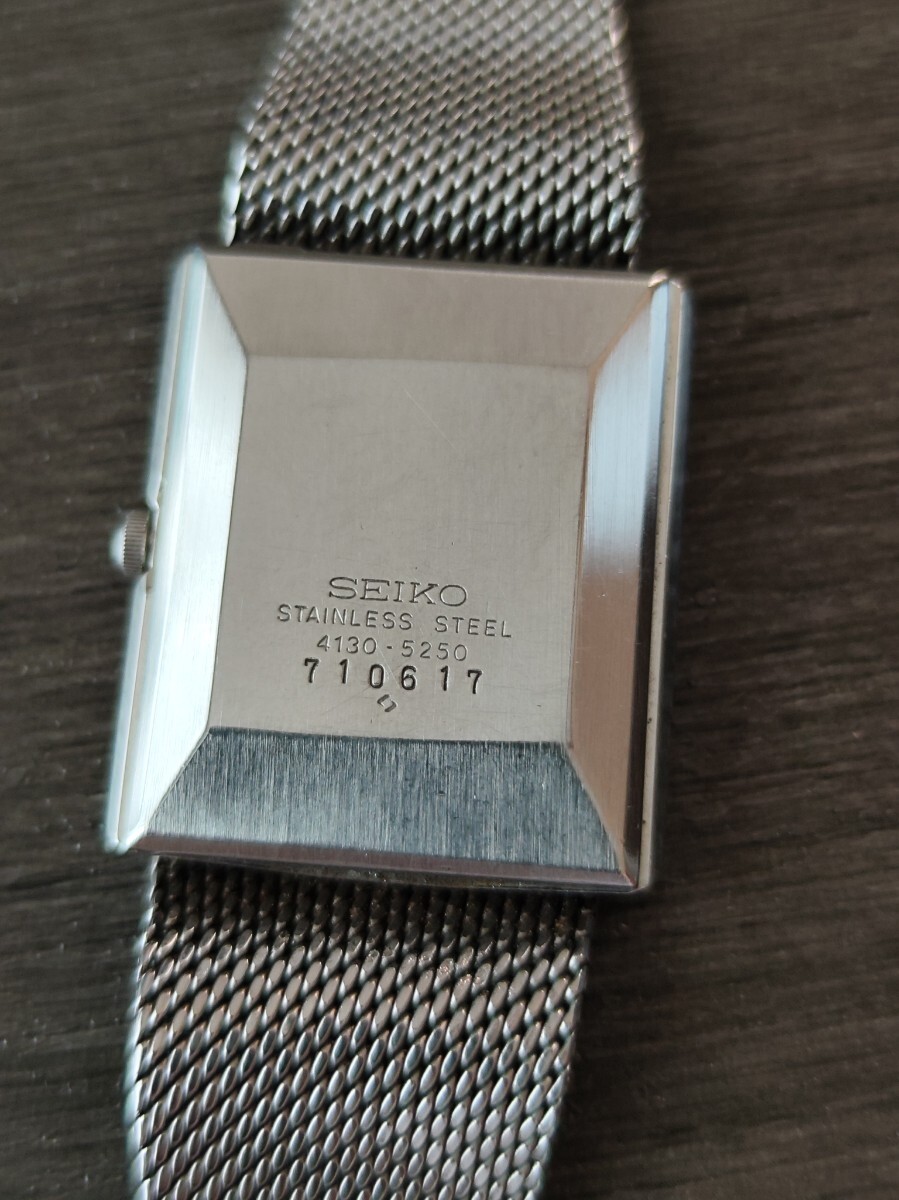 SEIKO
STAINLESS STEEL
4130-5250
710617